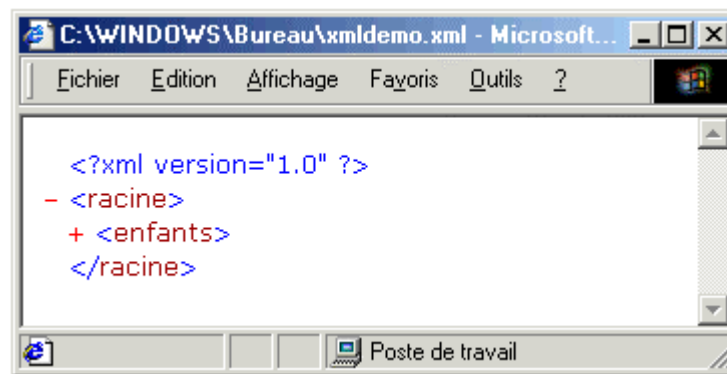 C:\WINDOWS\Bureau\xmldemo.xml - Microsoft...
Fichier Edition Affichage Favoris Outils ?
<?xml version="1.0" ?>
- <racine>
+ <enfants>
</racine>
Poste de travail